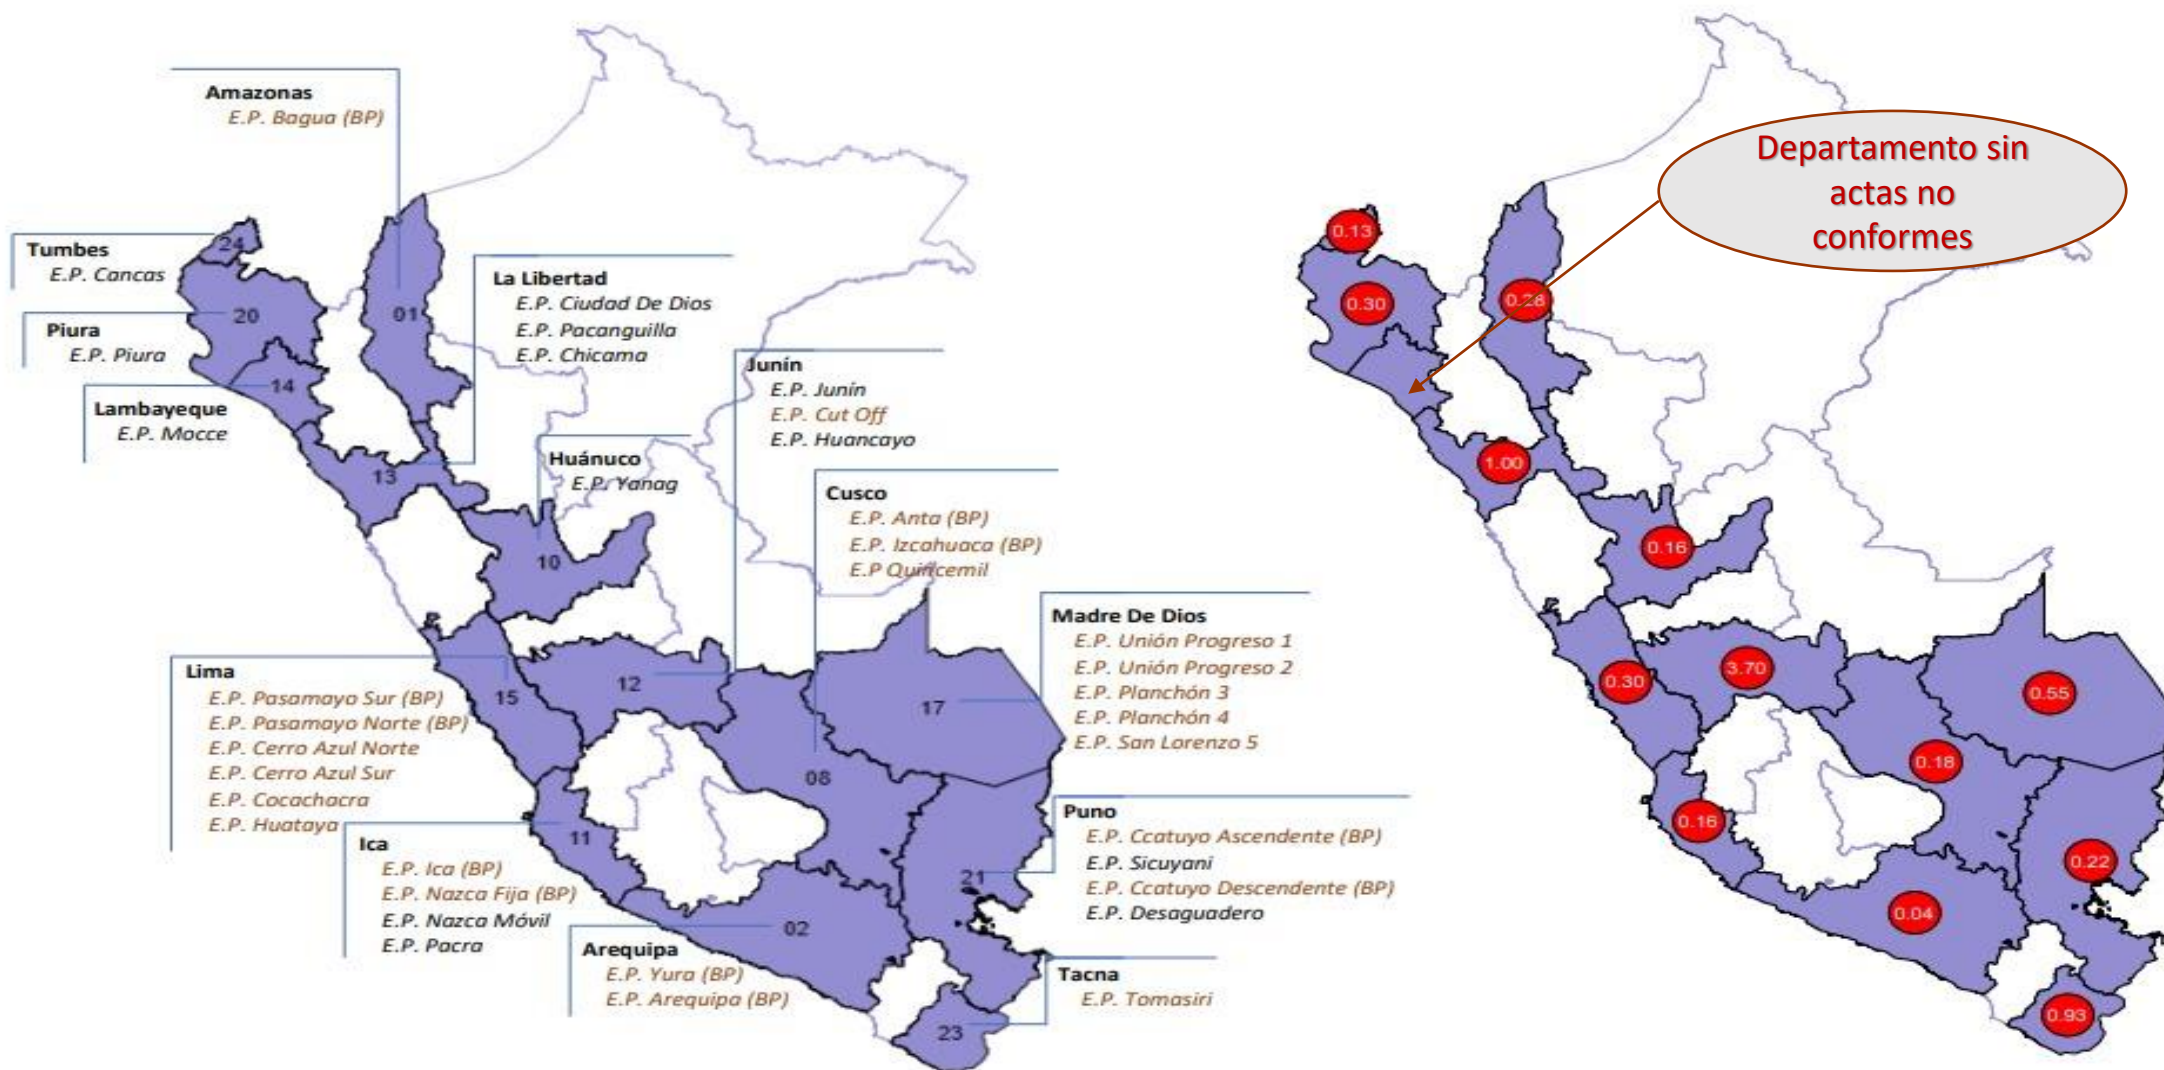 Amazonas
E.P. Bagua (BP)
Tumbes
E.P. Cancas
Piura
E.P. Piura
Lambayeque
E.P. Mocce
La Libertad
E.P. Ciudad De Dios
E.P. Pacanguilla
E.P. Chicama
Junín
E.P. Junín
E.P. Cut Off
E.P. Huancayo
Huánuco
E.P. Yanag
Cusco
E.P. Anta (BP)
E.P. Izcahuaca (BP)
E.P Quincemil
Madre De Dios
E.P. Unión Progreso 1
E.P. Unión Progreso 2
E.P. Planchón 3
E.P. Planchón 4
E.P. San Lorenzo 5
Lima
E.P. Pasamayo Sur (BP)
E.P. Pasamayo Norte (BP)
E.P. Cerro Azul Norte
E.P. Cerro Azul Sur
E.P. Cocachacra
E.P. Huataya
Ica
E.P. Ica (BP)
E.P. Nazca Fija (BP)
E.P. Nazca Móvil
E.P. Pacra
Arequipa
E.P. Yura (BP)
E.P. Arequipa (BP)
Puno
E.P. Ccatuyo Ascendente (BP)
E.P. Sicuyani
E.P. Ccatuyo Descendente (BP)
E.P. Desaguadero
Tacna
E.P. Tomasiri
24
20
01
14
13
10
15
12
17
08
11
21
02
23
Departamento sin
actas no
conformes
0.13
0.30
0.28
1.00
0.16
0.30
3.70
0.55
0.18
0.16
0.22
0.04
0.93